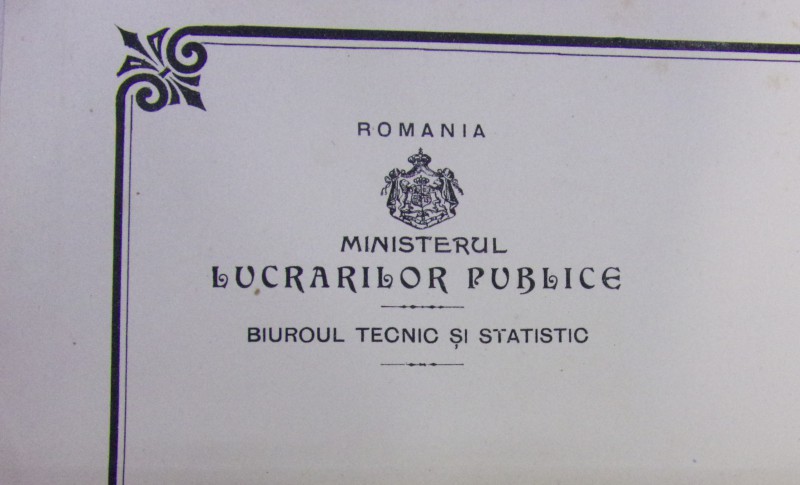 ROMANIA
MINISTERUL
LUCRARILOR PUBLICE
BIUROUL TECNIC ȘI STATISTIC